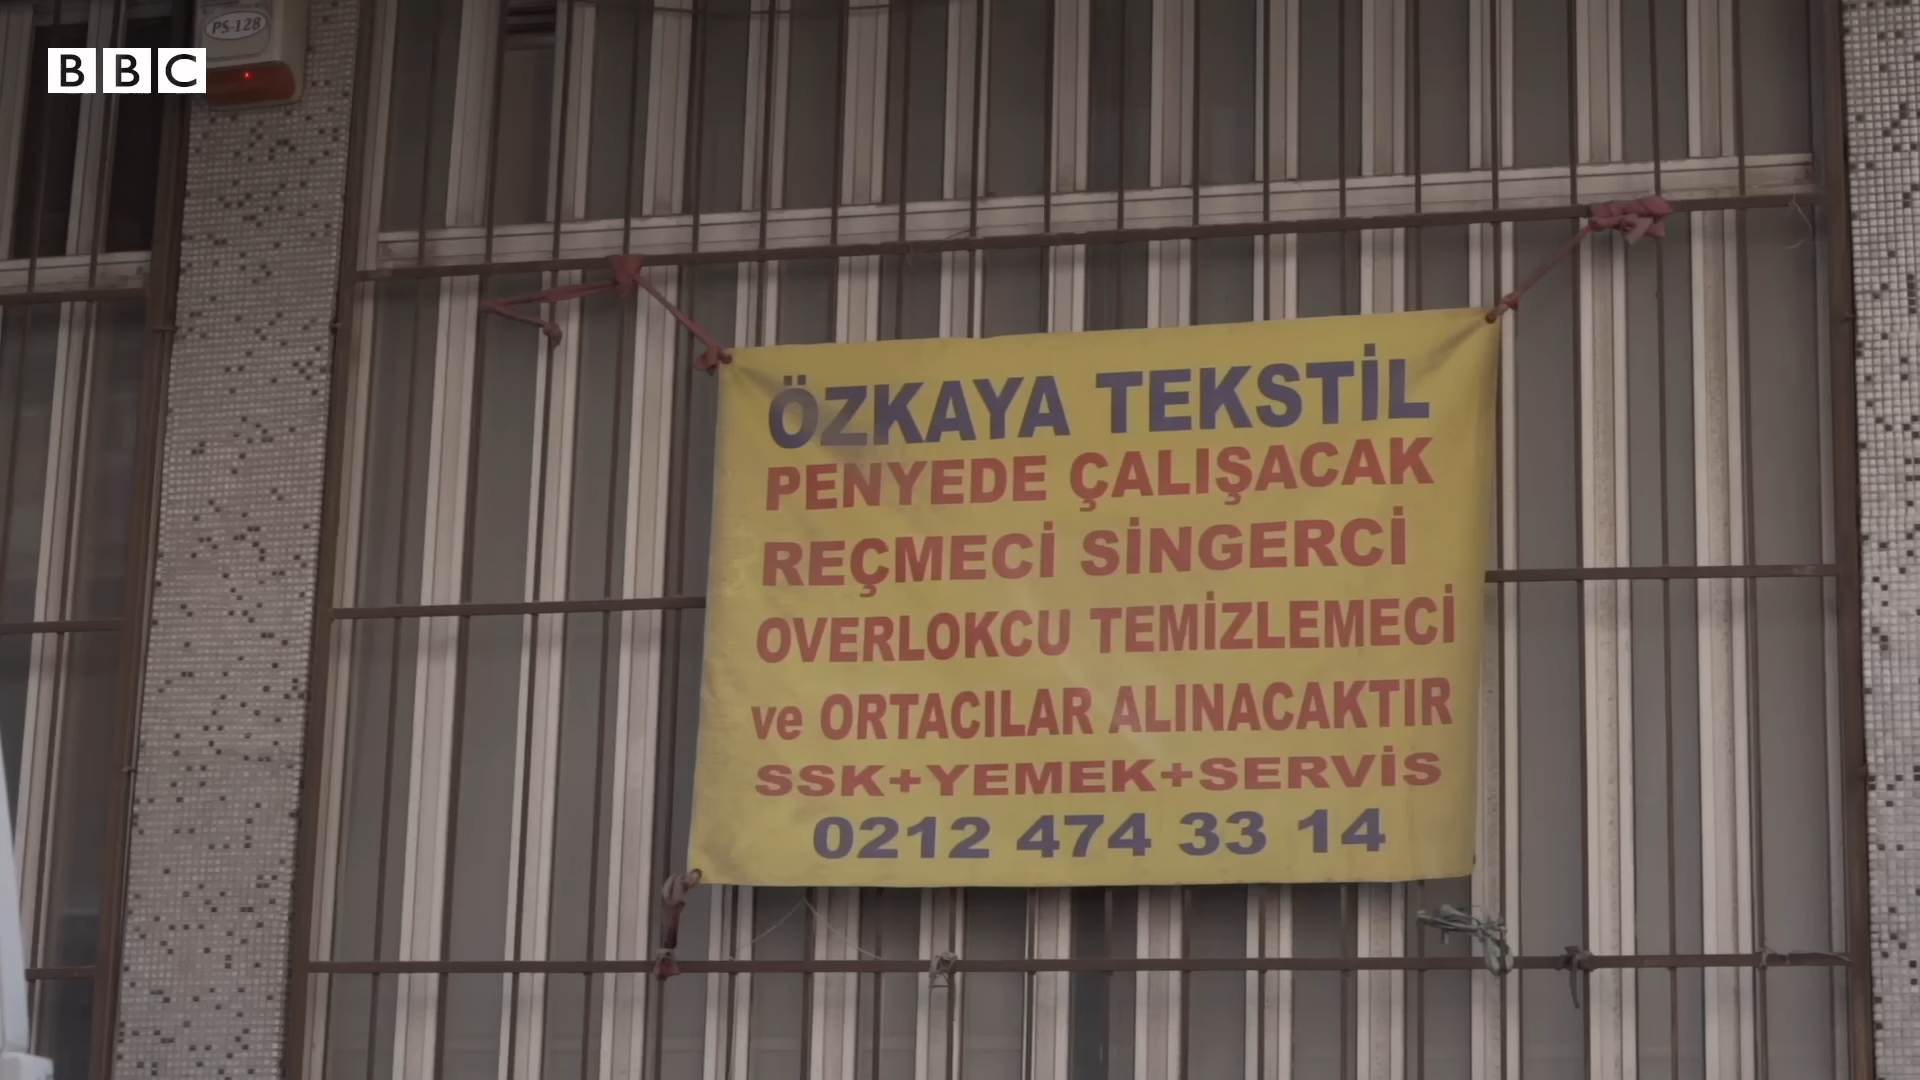 PS-128
BBC
ÖZKAYA TEKSTİL
PENYEDE ÇALIŞACAK
REÇMECİ SİNGERCİ
OVERLOKCU TEMİZLEMECİ
ve ORTACILAR ALINACAKTIR
SSK+YEMEK+SERVİS
0212 474 33 14